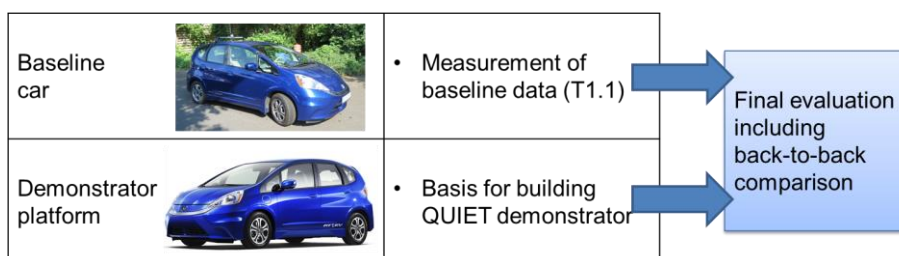 Baseline
car
• Measurement of
baseline data (T1.1)
Demonstrator
platform
• Basis for building
QUIET demonstrator
Final evaluation
including
back-to-back
comparison